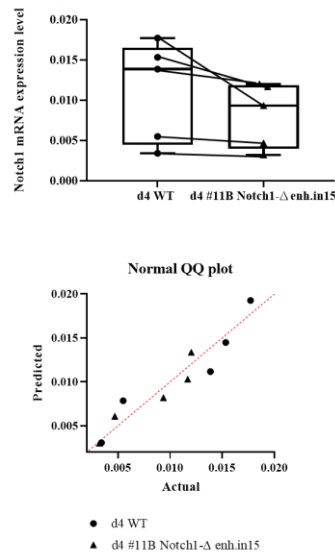 Notch1 mRNA expression level
0.020
0.015
0.010
0.005
0.000
d4 WT
d4 #11B Notch1-Δ enh.in15
Normal QQ plot
Predicted
0.020
0.015
0.010
0.005
0.005
0.010
0.015
0.020
Actual
d4 WT
d4 #11B Notch1-Δ enh.in15